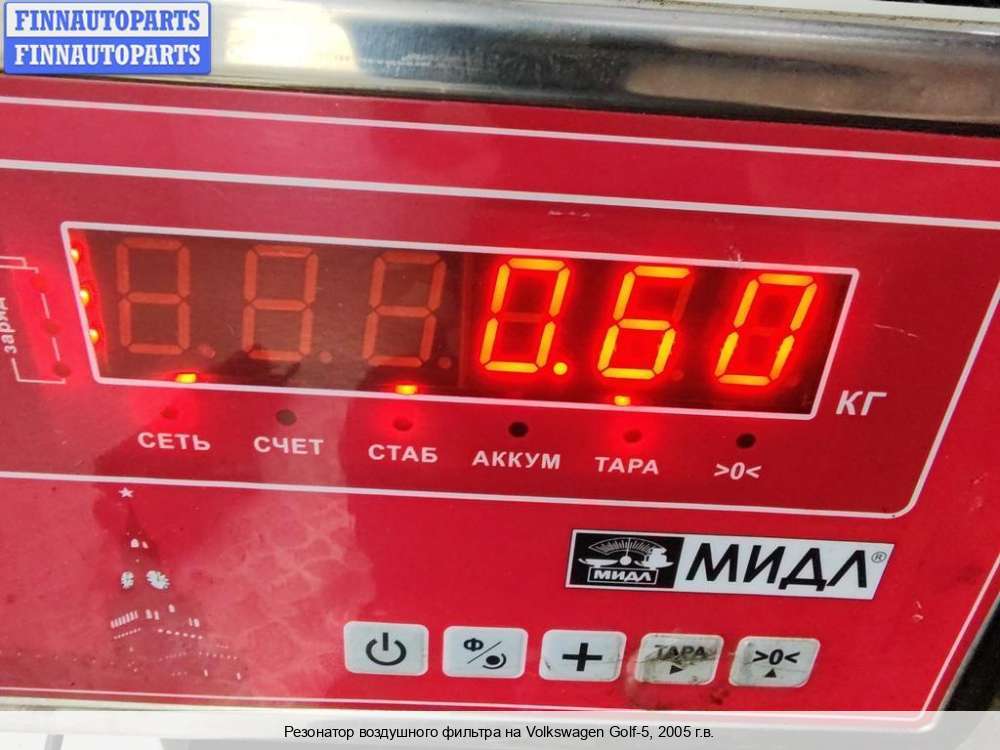 FINNAUTOPARTS
FINNAUTOPARTS
заряд
0.60
КГ
СЕТЬ СЧЕТ СТАБ АККУМ ТАРА >0<
МИДЛ МИДЛ®
Ф + ТАРА >0<
Резонатор воздушного фильтра на Volkswagen Golf-5, 2005 г.в.